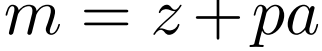 m = z + pa